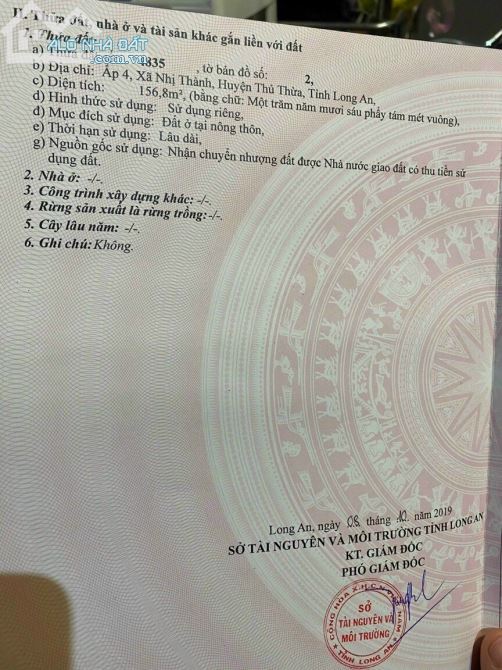 II. Thửa đất, nhà ở và tài sản khác gắn liền với đất
ALO NHÀ ĐẤT
.com.vn
1. Thửa đất:
a) Thửa
4835
, tờ bản đồ số: 2,
b) Địa chỉ: Ấp 4, Xã Nhị Thành, Huyện Thủ Thừa, Tỉnh Long An,
c) Diện tích: 156,8m², (bằng chữ: Một trăm năm mươi sáu phẩy tám mét vuông),
d) Hình thức sử dụng: Sử dụng riêng,
đ) Mục đích sử dụng: Đất ở tại nông thôn,
e) Thời hạn sử dụng: Lâu dài,
g) Nguồn gốc sử dụng: Nhận chuyển nhượng đất được Nhà nước giao đất có thu tiền sử
dụng đất.
2. Nhà ở: -/-.
3. Công trình xây dựng khác: -/-.
4. Rừng sản xuất là rừng trồng: -/-.
5. Cây lâu năm: -/-.
6. Ghi chú: Không.
Long An, ngày 08 tháng 10 năm 2019
SỞ TÀI NGUYÊN VÀ MÔI TRƯỜNG TỈNH LONG AN
KT. GIÁM ĐỐC
PHÓ GIÁM ĐỐC
CỘNG HÒA X.H.C.N VIỆT NAM
SỞ
TÀI NGUYÊN VÀ
MÔI TRƯỜNG
TỈNH LONG AN